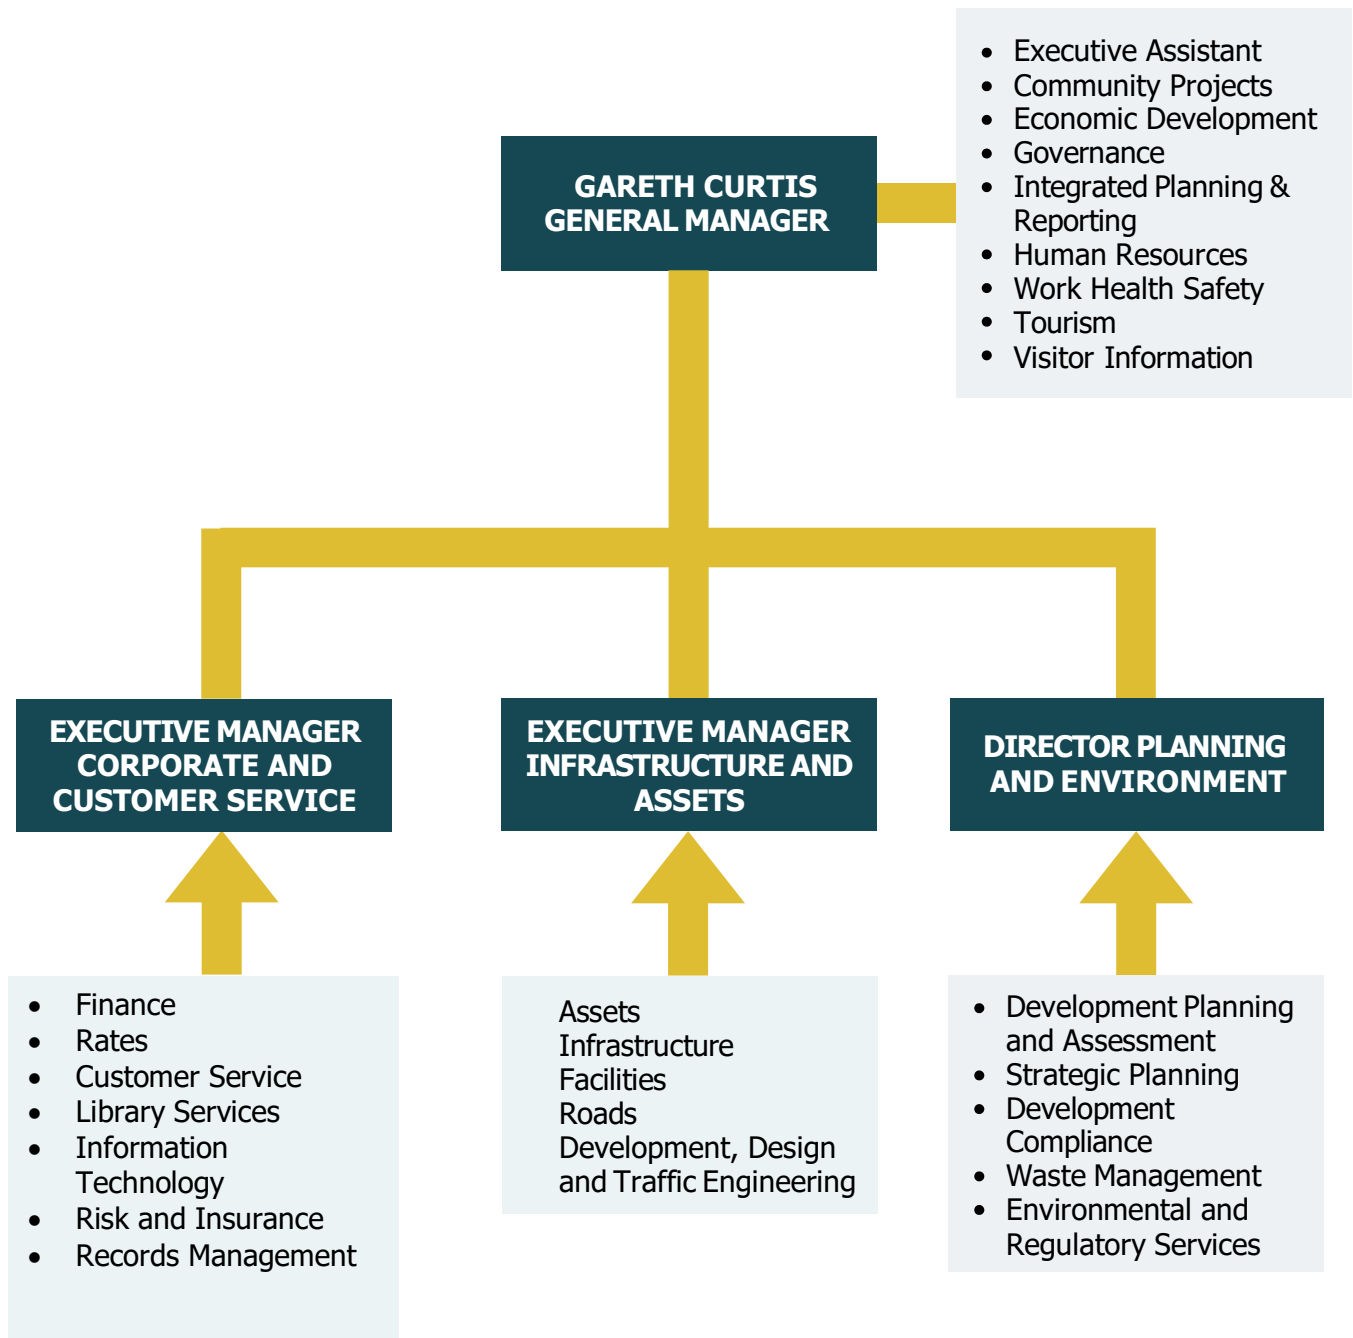 • Executive Assistant
• Community Projects
• Economic Development
• Governance
• Integrated Planning &
Reporting
• Human Resources
• Work Health Safety
• Tourism
• Visitor Information
GARETH CURTIS
GENERAL MANAGER
EXECUTIVE MANAGER
CORPORATE AND
CUSTOMER SERVICE
EXECUTIVE MANAGER
INFRASTRUCTURE AND
ASSETS
DIRECTOR PLANNING
AND ENVIRONMENT
• Finance
• Rates
• Customer Service
• Library Services
• Information
Technology
• Risk and Insurance
• Records Management
Assets
Infrastructure
Facilities
Roads
Development, Design
and Traffic Engineering
• Development Planning
and Assessment
• Strategic Planning
• Development
Compliance
• Waste Management
• Environmental and
Regulatory Services